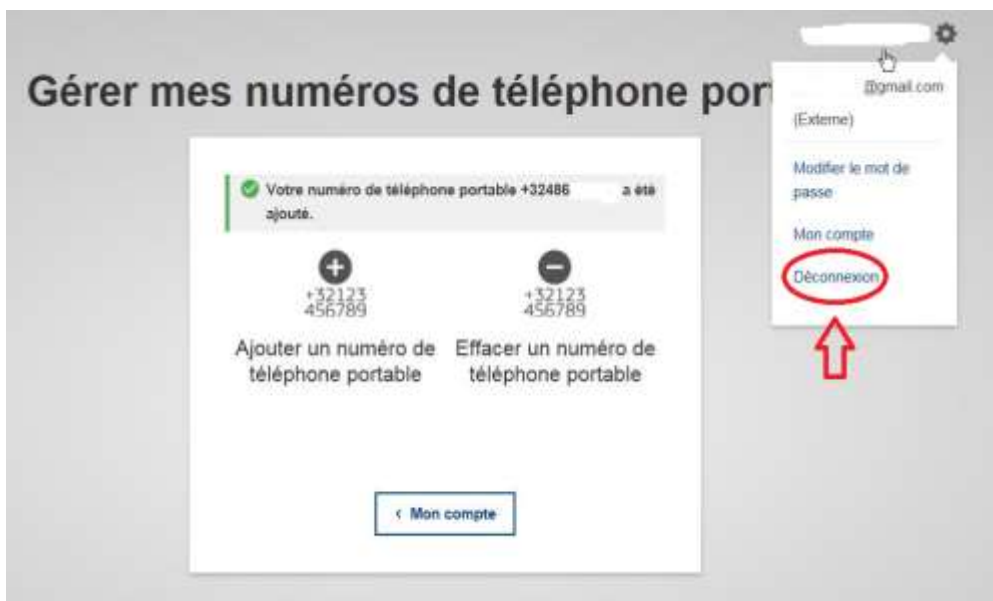 Gérer mes numéros de téléphone port
@gmail.com
(Externe)
Modifier le mot de
passe
Mon compte
Déconnexion
Votre numéro de téléphone portable +32486 a été
ajouté.
+32123
456789
Ajouter un numéro de
téléphone portable
+32123
456789
Effacer un numéro de
téléphone portable
‹ Mon compte